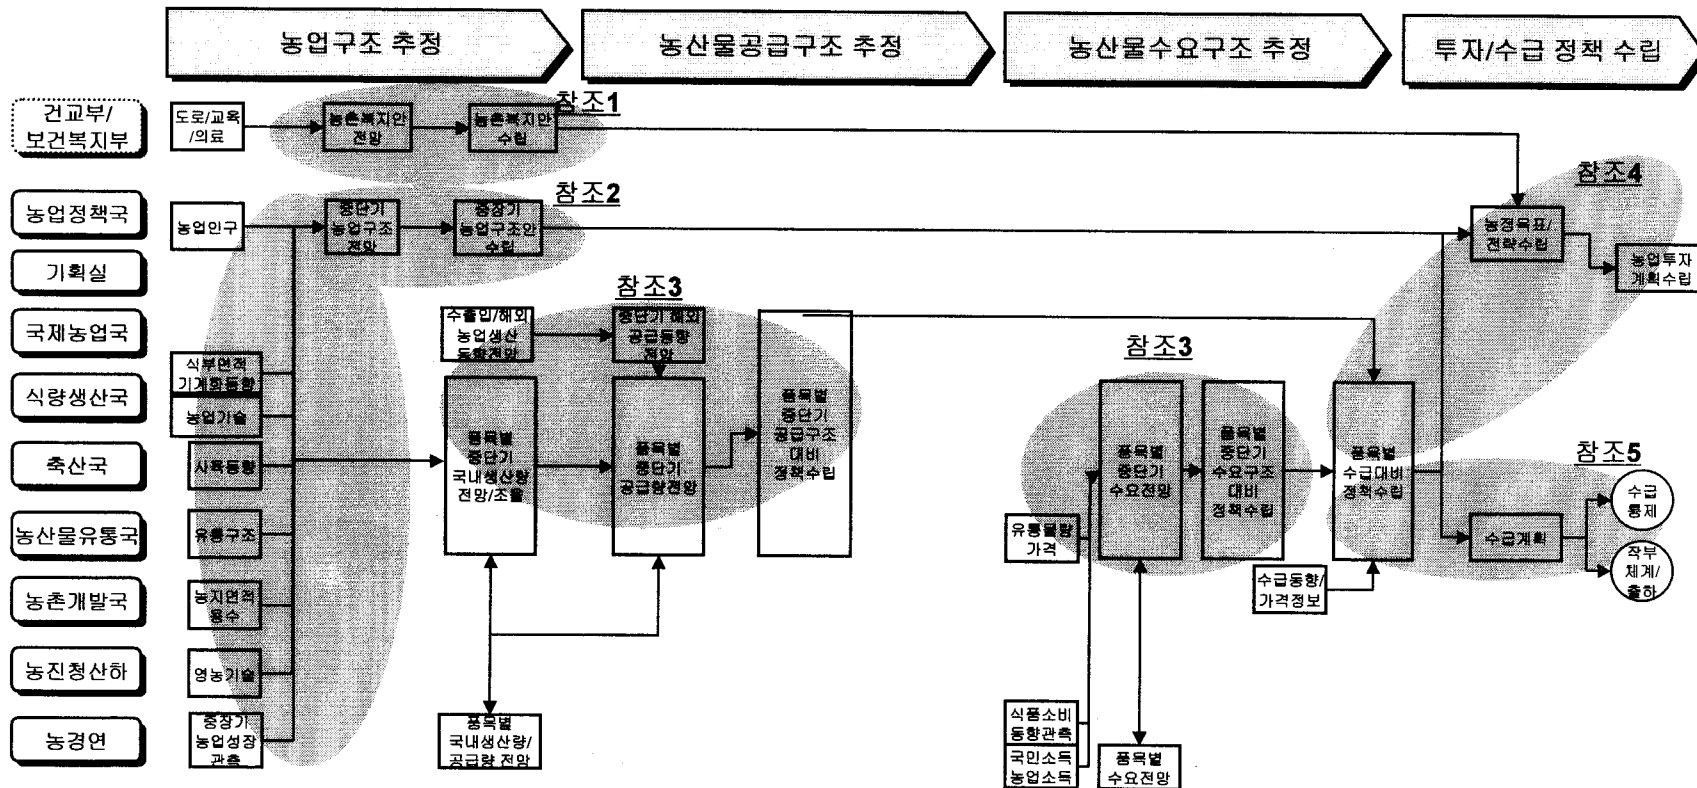 농업구조 추정
농산물공급구조 추정
농산물수요구조 추정
투자/수급 정책 수립
건교부/
보건복지부
도로/교육
/의료
농촌복지안
전망
농촌복지안
수립
참조1
농업정책국
농업인구
중단기
농업구조
전망
중장기
농업구조안
수립
참조2
참조4
농정목표/
전략수립
농업투자
계획수립
기획실
국제농업국
수출입/해외
농업생산
동향전망
참조3
중단기 해외
공급동향
전망
참조3
식량생산국
식부면적
기계화동향
농업기술
축산국
사육동향
품목별
중단기
국내생산량
전망/조율
품목별
중단기
공급량전망
품목별
중단기
공급구조
대비
정책수립
품목별
중단기
수요전망
품목별
중단기
수요구조
대비
정책수립
품목별
수급대비
정책수립
참조5
수급
통제
농산물유통국
유통구조
유통물량
가격
수급계획
작부
체계/
출하
농촌개발국
농지면적
용수
수급동향/
가격정보
농진청산하
영농기술
농경연
중장기
농업성장
관측
품목별
국내생산량/
공급량 전망
식품소비
동향관측
국민소득
농업소득
품목별
수요전망